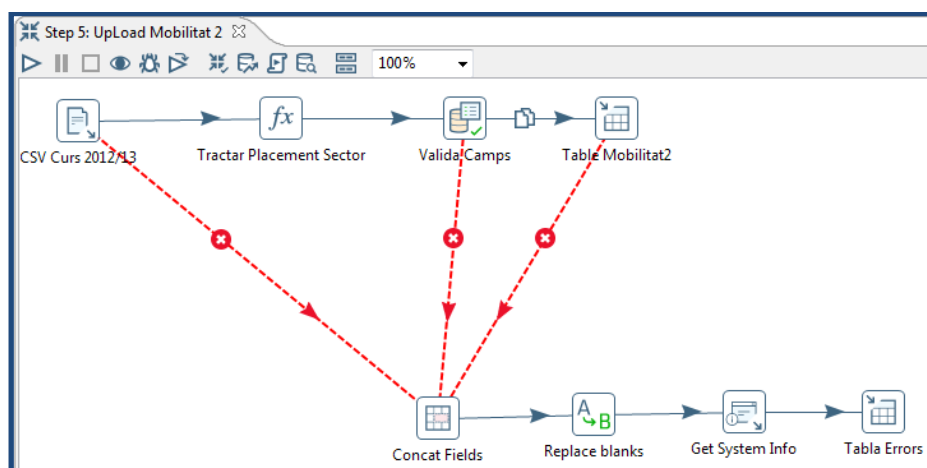 Step 5: UpLoad Mobilitat 2
100%
CSV Curs 2012/13
fx
Tractar Placement Sector
Valida Camps
Table Mobilitat2
Concat Fields
A
B
Replace blanks
Get System Info
Tabla Errors